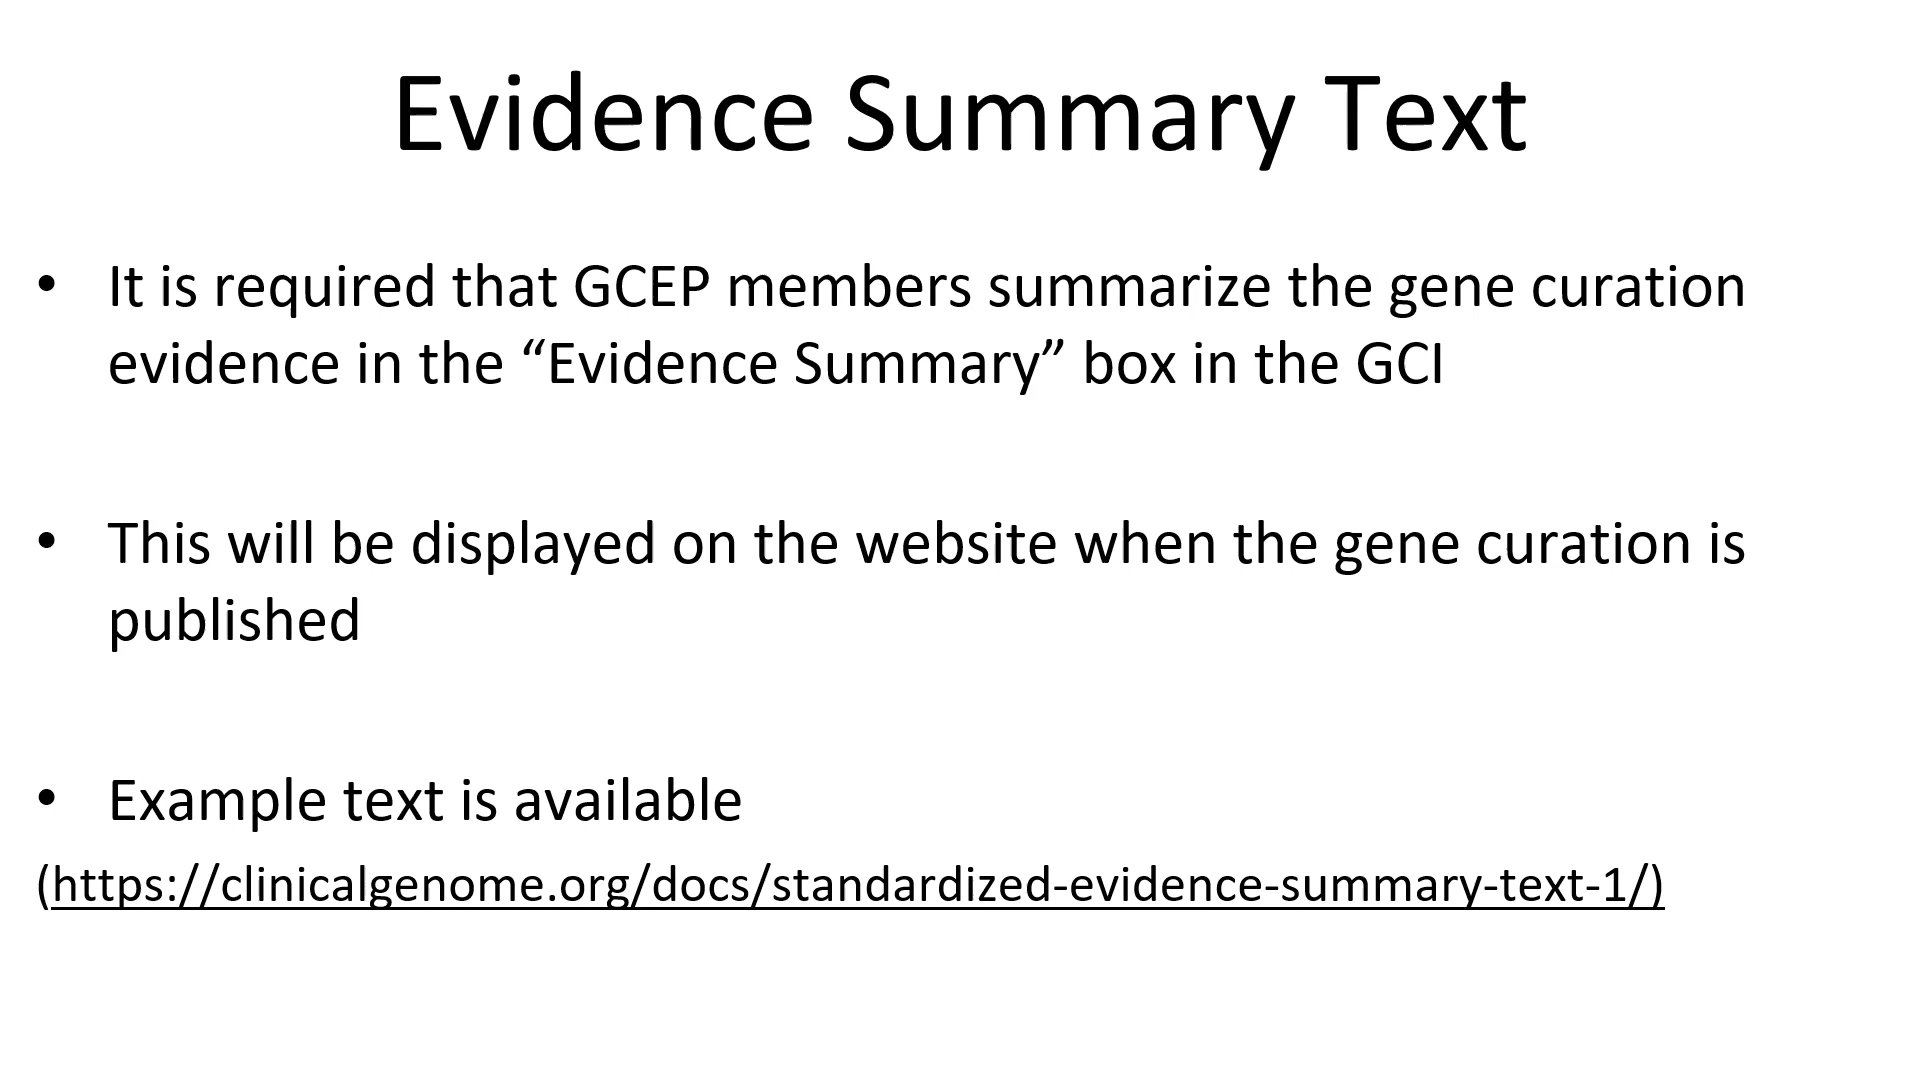 Evidence Summary Text
• It is required that GCEP members summarize the gene curation
evidence in the “Evidence Summary” box in the GCI
• This will be displayed on the website when the gene curation is
published
• Example text is available
(https://clinicalgenome.org/docs/standardized-evidence-summary-text-1/)